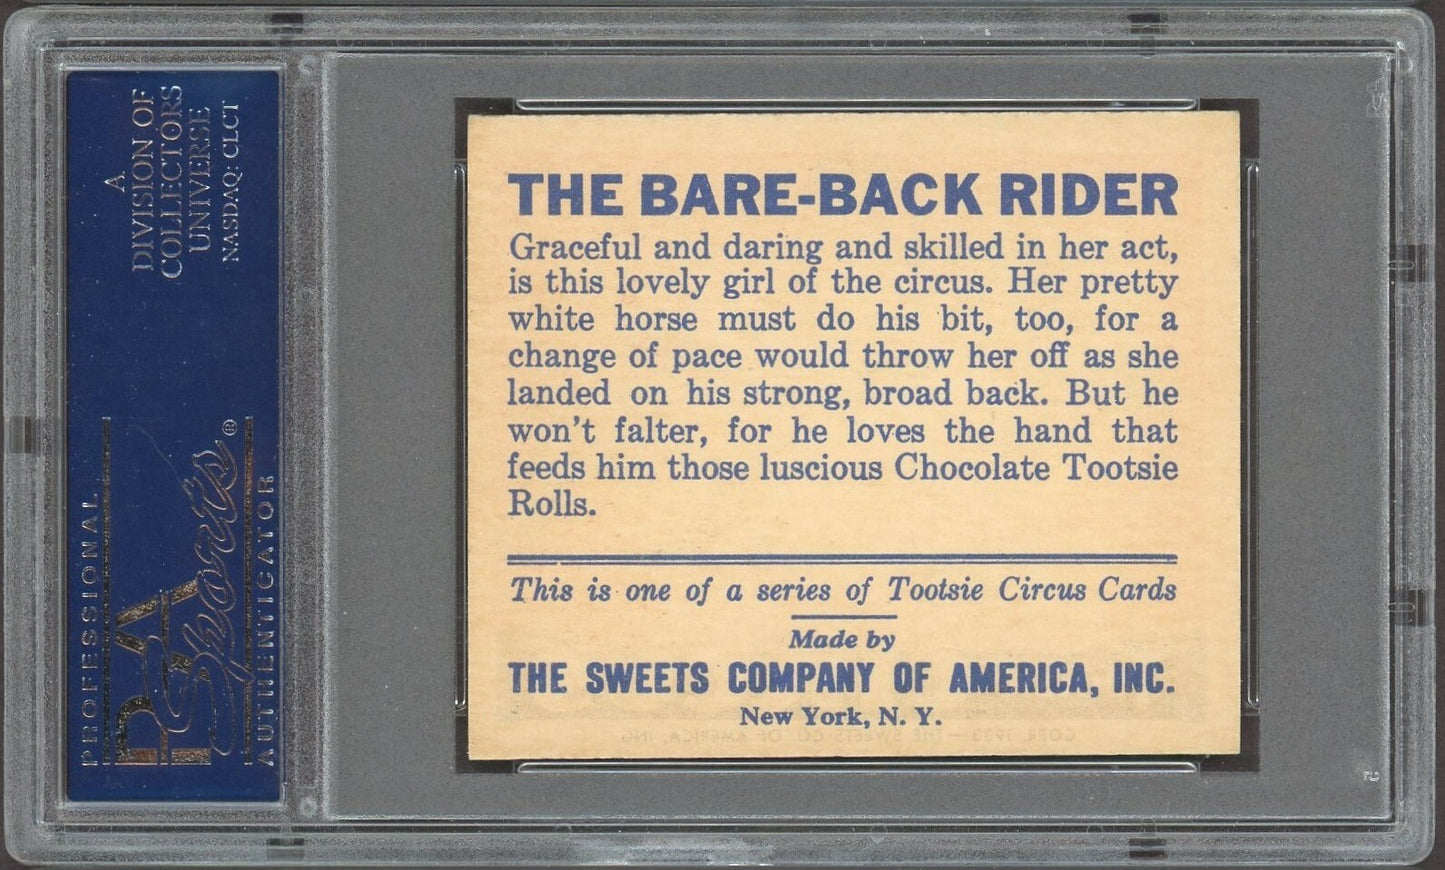 A
DIVISION OF
COLLECTORS
UNIVERSE
NASDAQ: CLCT
PROFESSIONAL
PSA
Sports®
AUTHENTICATOR
THE BARE-BACK RIDER
Graceful and daring and skilled in her act,
is this lovely girl of the circus. Her pretty
white horse must do his bit, too, for a
change of pace would throw her off as she
landed on his strong, broad back. But he
won't falter, for he loves the hand that
feeds him those luscious Chocolate Tootsie
Rolls.
This is one of a series of Tootsie Circus Cards
Made by
THE SWEETS COMPANY OF AMERICA, INC.
New York, N. Y.
COPR. 1933—THE SWEETS CO. OF AMERICA, INC.